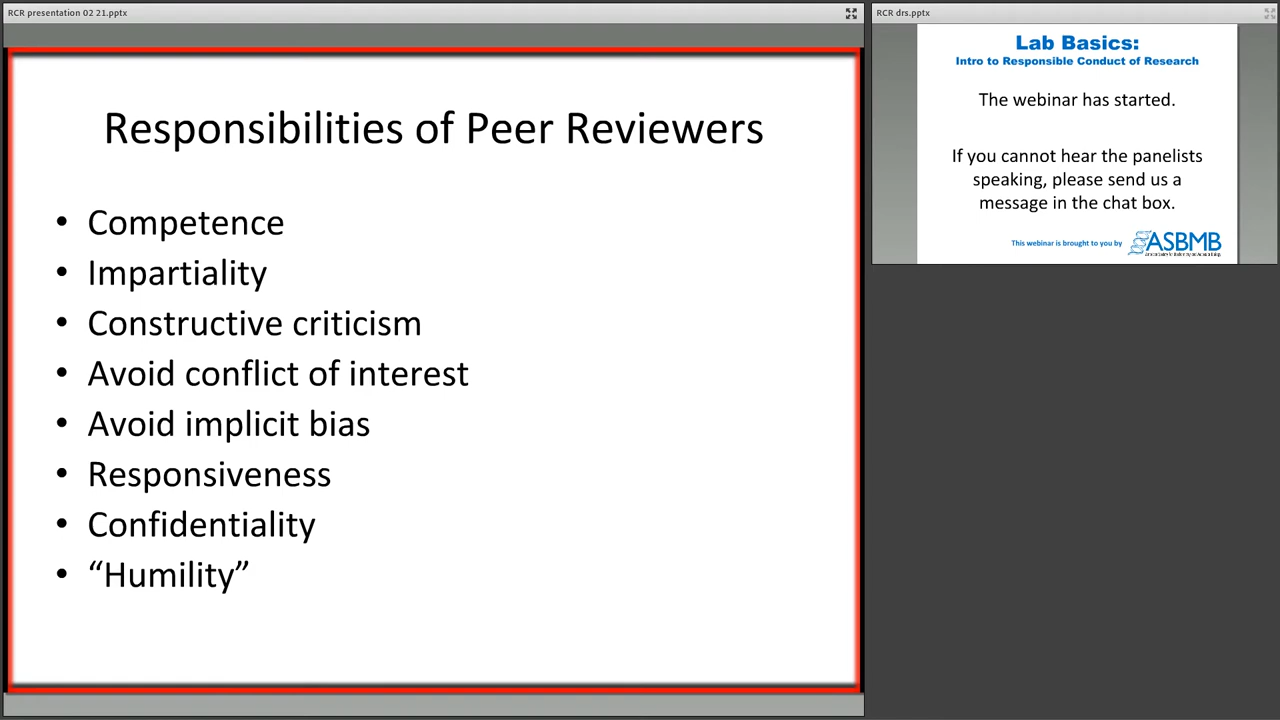 RCR presentation 02 21.pptx
Responsibilities of Peer Reviewers
• Competence
• Impartiality
• Constructive criticism
• Avoid conflict of interest
• Avoid implicit bias
• Responsiveness
• Confidentiality
• “Humility”
RCR drs.pptx
Lab Basics:
Intro to Responsible Conduct of Research
The webinar has started.
If you cannot hear the panelists
speaking, please send us a
message in the chat box.
This webinar is brought to you by
ASBMB